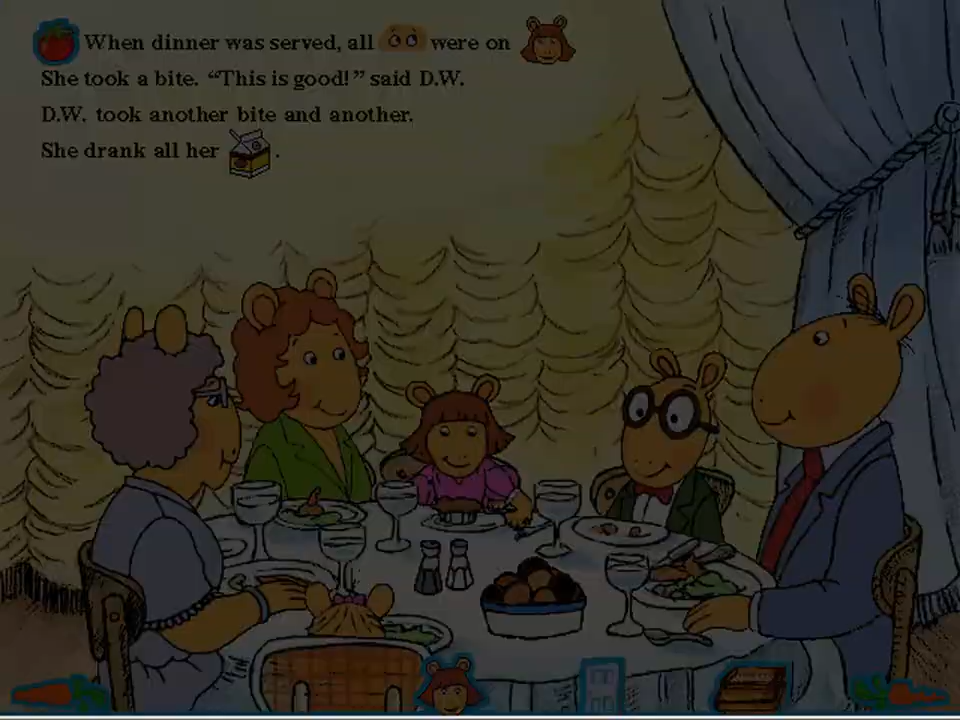 When dinner was served, all were on
She took a bite. “This is good!” said D.W.
D.W. took another bite and another.
She drank all her .